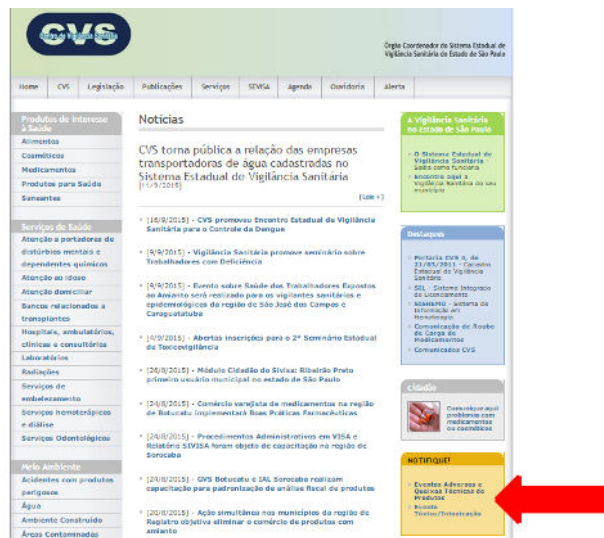 CVS
Centro de Vigilância Sanitária
Órgão Coordenador do Sistema Estadual de
Vigilância Sanitária do Estado de São Paulo
Home CVS Legislação Publicações Serviços SIVISA Agenda Ouvidoria Alerta
Produtos de Interesse
à Saúde
Alimentos
Cosméticos
Medicamentos
Produtos para Saúde
Saneantes
Serviços de Saúde
Atenção a portadores de
distúrbios mentais e
dependentes químicos
Atenção ao idoso
Atenção domiciliar
Bancos relacionados a
transplantes
Hospitais, ambulatórios,
clínicas e consultórios
Laboratórios
Radiações
Serviços de
embelezamento
Serviços hemoterápicos
e diálise
Serviços Odontológicos
Meio Ambiente
Acidentes com produtos
perigosos
Água
Ambiente Construído
Áreas Contaminadas
Notícias
CVS torna pública a relação das empresas
transportadoras de água cadastradas no
Sistema Estadual de Vigilância Sanitária
[11/9/2015]
[Leia +]
[16/9/2015] - CVS promoveu Encontro Estadual de Vigilância
Sanitária para o Controle da Dengue
[9/9/2015] - Vigilância Sanitária promove seminário sobre
Trabalhadores com Deficiência
[9/9/2015] - Evento sobre Saúde dos Trabalhadores Expostos
ao Amianto será realizado para os vigilantes sanitários e
epidemiológicos da região de São José dos Campos e
Caraguatatuba
[4/9/2015] - Abertas inscrições para o 2º Seminário Estadual
de Toxicovigilância
[26/8/2015] - Módulo Cidadão do Sivisa: Ribeirão Preto
primeiro usuário municipal no estado de São Paulo
[24/8/2015] - Comércio varejista de medicamentos na região
de Botucatu implementará Boas Práticas Farmacêuticas
[24/8/2015] - Procedimentos Administrativos em VISA e
Relatório SIVISA foram objeto de capacitação na região de
Sorocaba
[24/8/2015] - GVS Botucatu e IAL Sorocaba realizam
capacitação para padronização de análise fiscal de produtos
[20/8/2015] - Ação simultânea nos municípios da região de
Registro objetiva eliminar o comércio de produtos com
amianto
A Vigilância Sanitária
no Estado de São Paulo
O Sistema Estadual de
Vigilância Sanitária -
Saiba como funciona
Encontre aqui a
Vigilância Sanitária do seu
município
Destaques
Portaria CVS 4, de
21/03/2011 - Cadastro
Estadual de Vigilância
Sanitária
SIL - Sistema Integrado
de Licenciamento
SISHEMO - Sistema de
Informação em
Hemoterapia
Comunicação de Roubo
de Carga de
Medicamentos
Comunicados CVS
Cidadão
Comunique aqui
problemas com
medicamentos
ou cosméticos
NOTIFIQUE!
Eventos Adversos e
Queixas Técnicas de
Produtos
Evento
Tóxico/Intoxicação